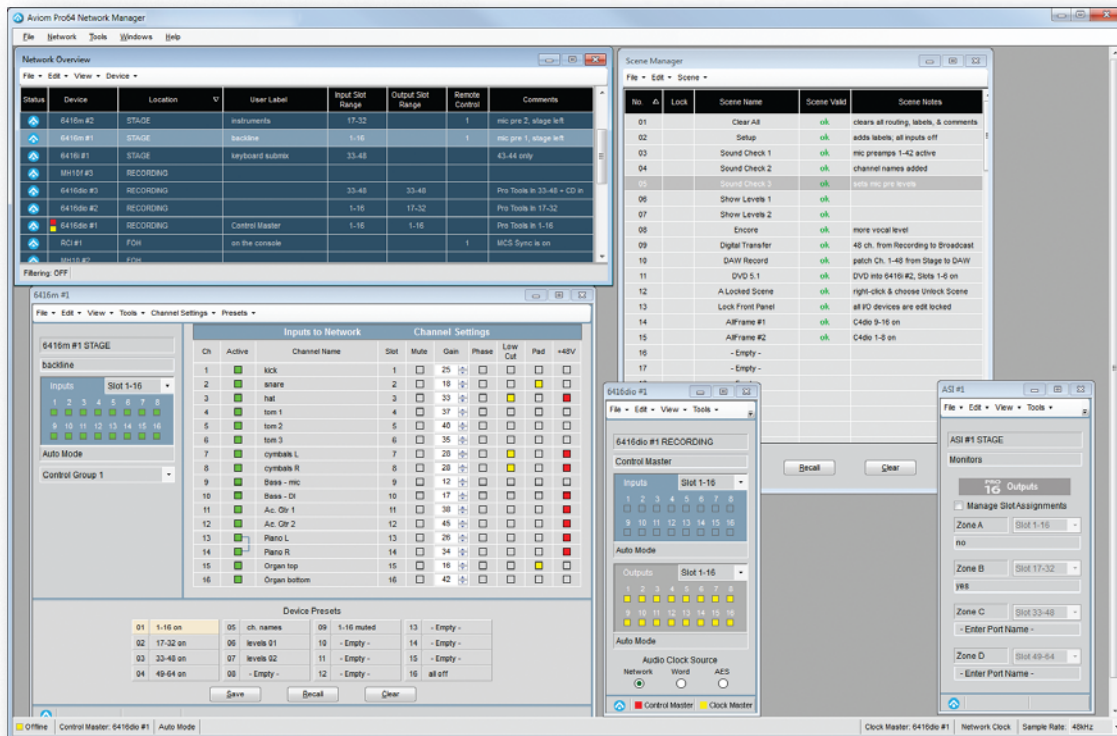 Aviom Pro64 Network Manager
File Network Tools Windows Help
Network Overview
File Edit View Device
Status Device Location User Label Input Slot Range Output Slot Range Remote Control Comments
6416m #2 STAGE instruments 17-32 1 mic pre 2, stage left
6416m #1 STAGE backline 1-16 1 mic pre 1, stage left
6416i #1 STAGE keyboard submix 33-48 43-44 only
MH10f #3 RECORDING
6416dio #3 RECORDING 33-48 33-48 Pro Tools in 33-48 + CD in
6416dio #2 RECORDING 1-16 17-32 Pro Tools in 17-32
6416dio #1 RECORDING Control Master 1-16 1-16 Pro Tools in 1-16
RCI #1 FOH on the console 1 MCS Sync is on
MH10 #2 FOH
Filtering: OFF
Scene Manager
File Edit Scene
No. Lock Scene Name Scene Valid Scene Notes
01 Clear All ok clears all routing, labels, & comments
02 Setup ok adds labels; all inputs off
03 Sound Check 1 ok mic preamps 1-42 active
04 Sound Check 2 ok channel names added
05 Sound Check 3 ok sets mic pre levels
06 Show Levels 1 ok
07 Show Levels 2 ok
08 Encore ok more vocal level
09 Digital Transfer ok 48 ch. from Recording to Broadcast
10 DAW Record ok patch Ch. 1-48 from Stage to DAW
11 DVD 5.1 ok DVD into 6416i #2, Slots 1-6 on
12 A Locked Scene ok right-click & choose Unlock Scene
13 Lock Front Panel ok all I/O devices are edit locked
14 AllFrame #1 ok C4dio 9-16 on
15 AllFrame #2 ok C4dio 1-8 on
16 - Empty -
17 - Empty -
Recall Clear
6416m #1
File Edit View Tools Channel Settings Presets
6416m #1 STAGE
backline
Inputs Slot 1-16
1 2 3 4 5 6 7 8
9 10 11 12 13 14 15 16
Auto Mode
Control Group 1
Inputs to Network Channel Settings
Ch Active Channel Name Slot Mute Gain Phase Low Cut Pad +48V
1 kick 1 25
2 snare 2 18
3 hat 3 33
4 tom 1 4 37
5 tom 2 5 40
6 tom 3 6 35
7 cymbals L 7 28
8 cymbals R 8 28
9 Bass - mic 9 12
10 Bass - DI 10 17
11 Ac. Gtr 1 11 38
12 Ac. Gtr 2 12 45
13 Piano L 13 26
14 Piano R 14 34
15 Organ top 15 16
16 Organ bottom 16 42
Device Presets
01 1-16 on 05 ch. names 09 1-16 muted 13 - Empty -
02 17-32 on 06 levels 01 10 - Empty - 14 - Empty -
03 33-48 on 07 levels 02 11 - Empty - 15 - Empty -
04 49-64 on 08 - Empty - 12 - Empty - 16 all off
Save Recall Clear
6416dio #1
File Edit View Tools
6416dio #1 RECORDING
Control Master
Inputs Slot 1-16
1 2 3 4 5 6 7 8
9 10 11 12 13 14 15 16
Auto Mode
Outputs Slot 1-16
1 2 3 4 5 6 7 8
9 10 11 12 13 14 15 16
Auto Mode
Audio Clock Source
Network Word AES
Control Master Clock Master
ASI #1
File Edit View Tools
ASI #1 STAGE
Monitors
PRO 16 Outputs
Manage Slot Assignments
Zone A Slot 1-16
no
Zone B Slot 17-32
yes
Zone C Slot 33-48
- Enter Port Name -
Zone D Slot 49-64
- Enter Port Name -
Offline Control Master: 6416dio #1 Auto Mode Clock Master: 6416dio #1 Network Clock Sample Rate: 48kHz